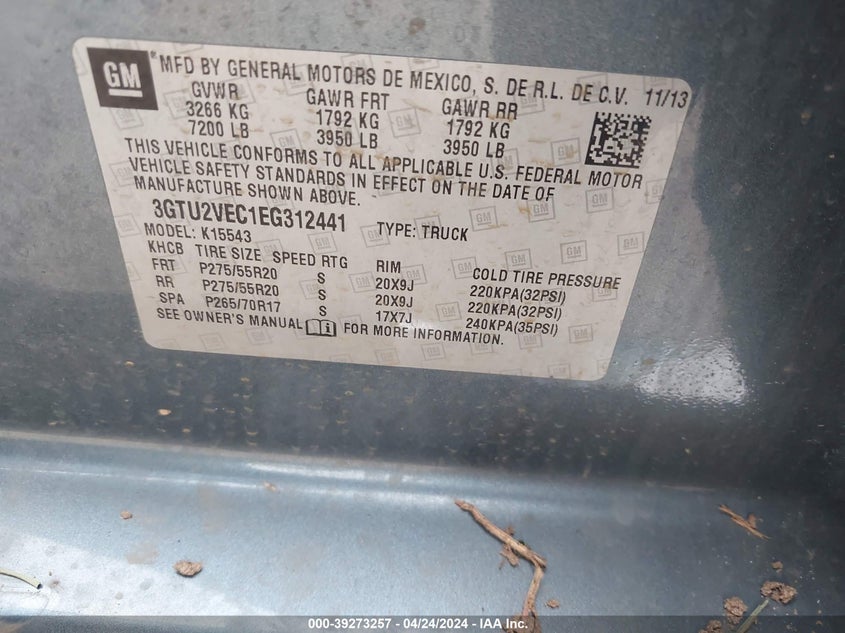 GM *MFD BY GENERAL MOTORS DE MEXICO, S. DE R.L. DE C.V. 11/13
GVWR GAWR FRT GAWR RR
3266 KG 1792 KG 1792 KG
7200 LB 3950 LB 3950 LB
THIS VEHICLE CONFORMS TO ALL APPLICABLE U.S. FEDERAL MOTOR
VEHICLE SAFETY STANDARDS IN EFFECT ON THE DATE OF
MANUFACTURE SHOWN ABOVE.
3GTU2VEC1EG312441 TYPE: TRUCK
MODEL: K15543
KHCB TIRE SIZE SPEED RTG RIM COLD TIRE PRESSURE
FRT P275/55R20 S 20X9J 220KPA(32PSI)
RR P275/55R20 S 20X9J 220KPA(32PSI)
SPA P265/70R17 S 17X7J 240KPA(35PSI)
SEE OWNER'S MANUAL FOR MORE INFORMATION.
000-39273257 - 04/24/2024 - IAA Inc.